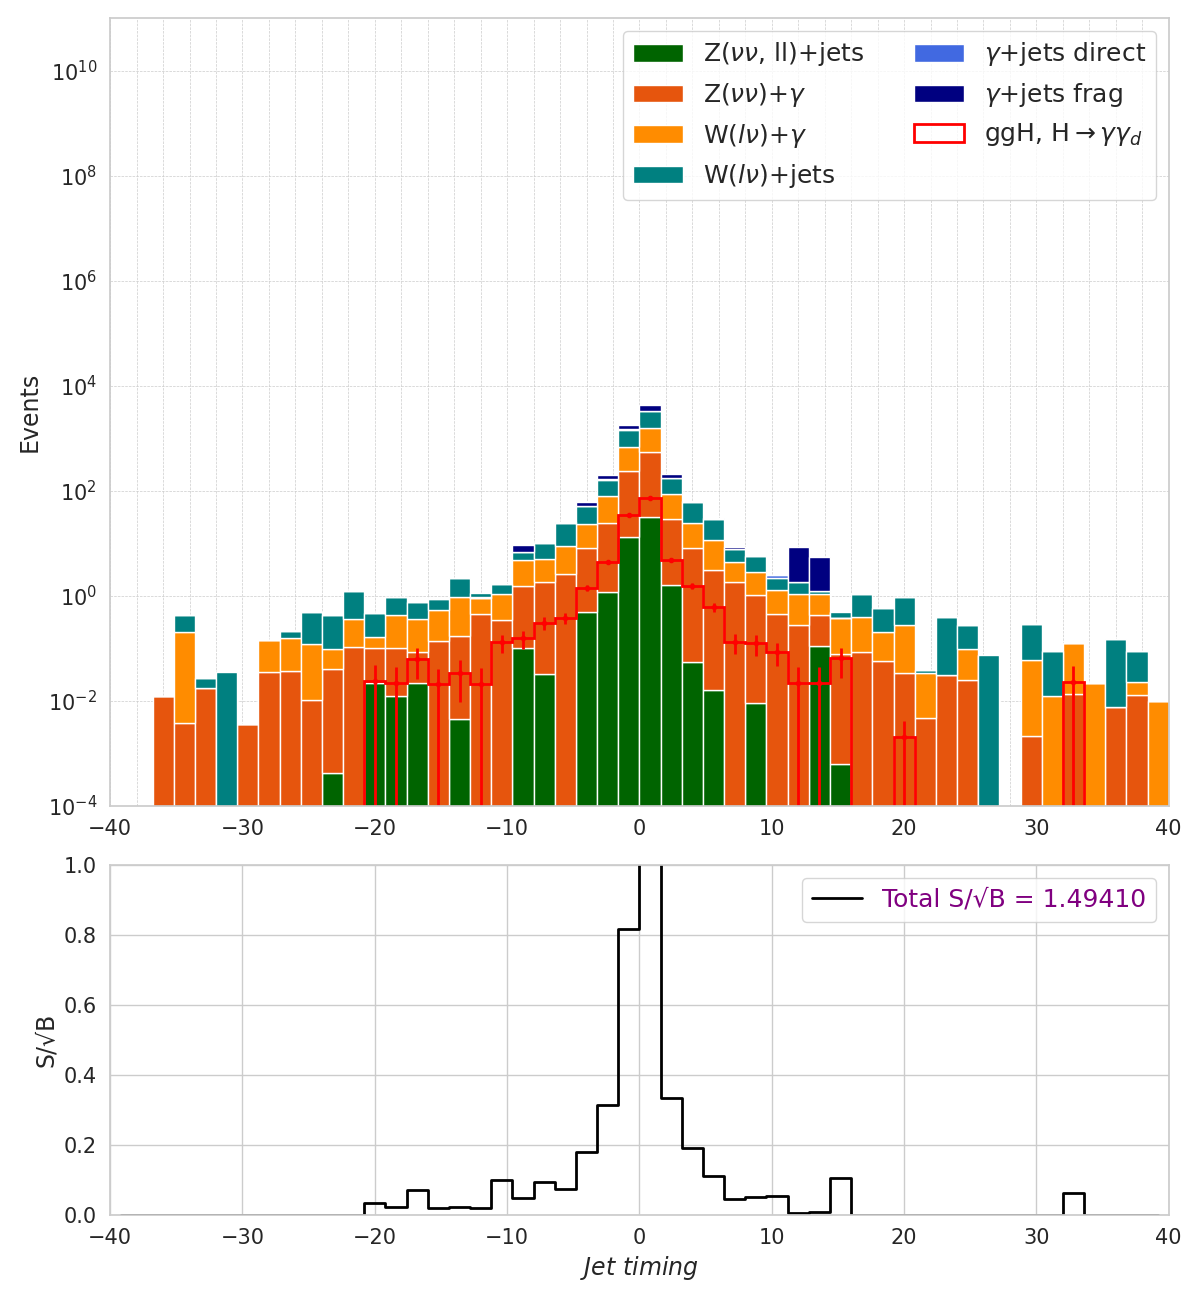 Z(νν, ll)+jets
Z(νν)+γ
W(lν)+γ
W(lν)+jets
γ+jets direct
γ+jets frag
ggH, H→γγ_d
Events
10^10
10^8
10^6
10^4
10^2
10^0
10^−2
10^−4
−40 −30 −20 −10 0 10 20 30 40
Total S/√B = 1.49410
S/√B
1.0
0.8
0.6
0.4
0.2
0.0
−40 −30 −20 −10 0 10 20 30 40
Jet timing